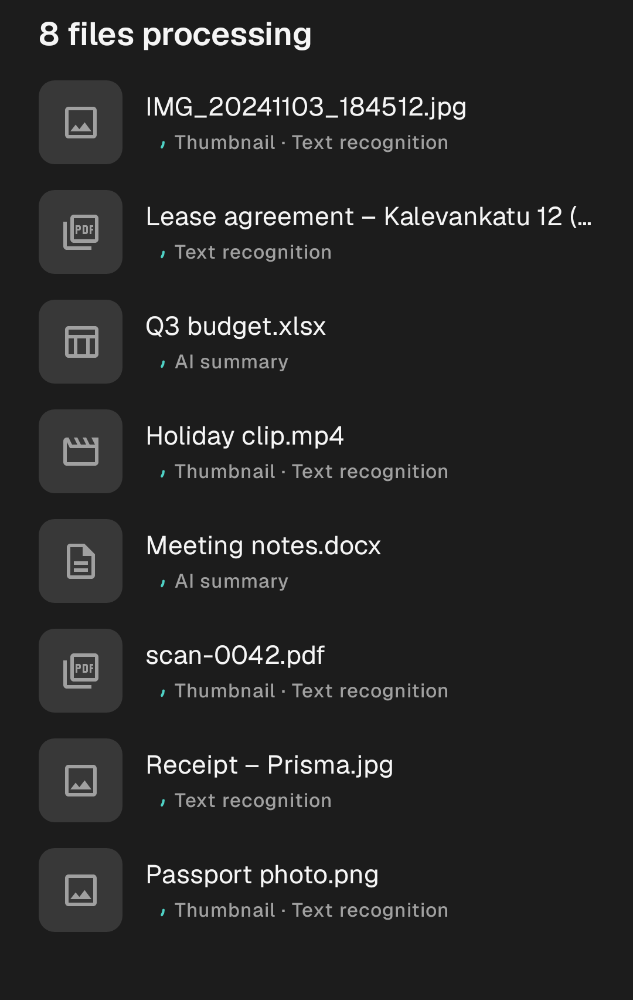 8 files processing
IMG_20241103_184512.jpg
Thumbnail · Text recognition
PDF
Lease agreement – Kalevankatu 12 (…
Text recognition
Q3 budget.xlsx
AI summary
Holiday clip.mp4
Thumbnail · Text recognition
Meeting notes.docx
AI summary
PDF
scan-0042.pdf
Thumbnail · Text recognition
Receipt – Prisma.jpg
Text recognition
Passport photo.png
Thumbnail · Text recognition